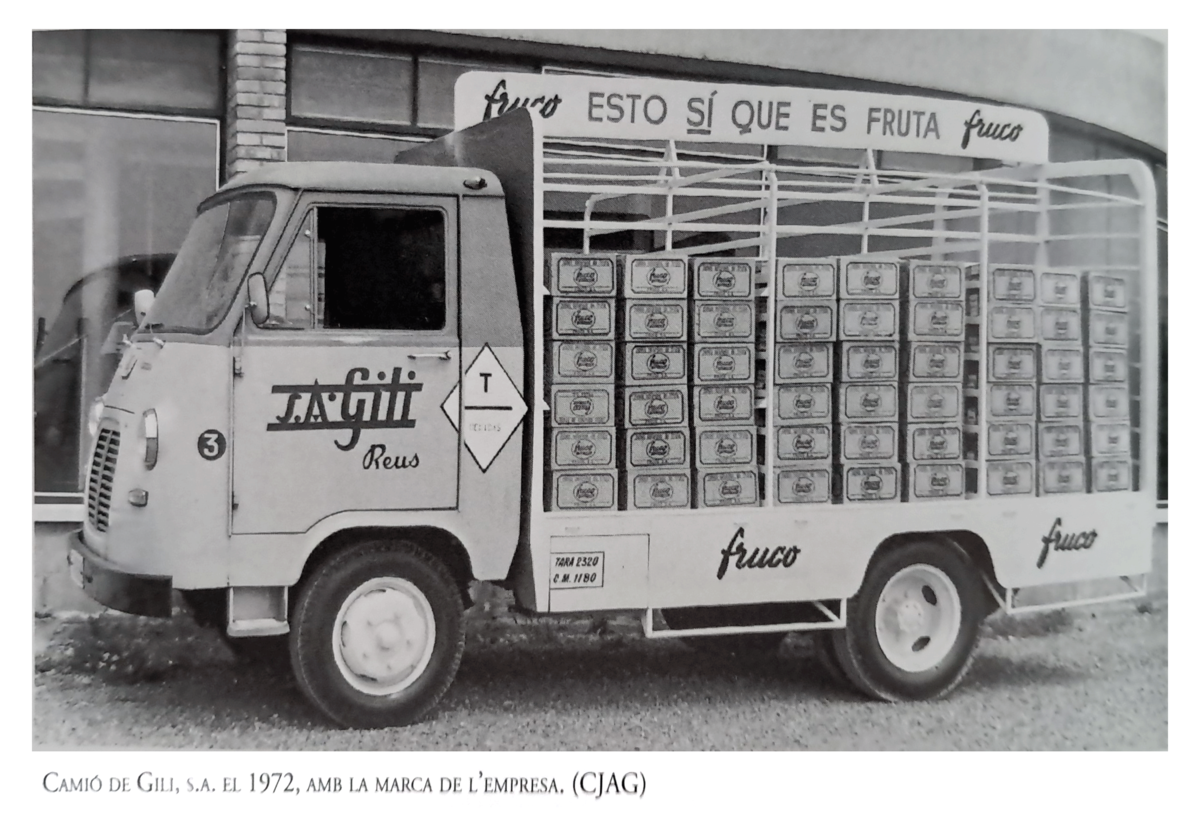 fruco ESTO SÍ QUE ES FRUTA fruco
S.A. Gili
Reus
3
T
TARA 2320
C.M. 1180
fruco
fruco
CAMIÓ DE GILI, S.A. EL 1972, AMB LA MARCA DE L'EMPRESA. (CJAG)